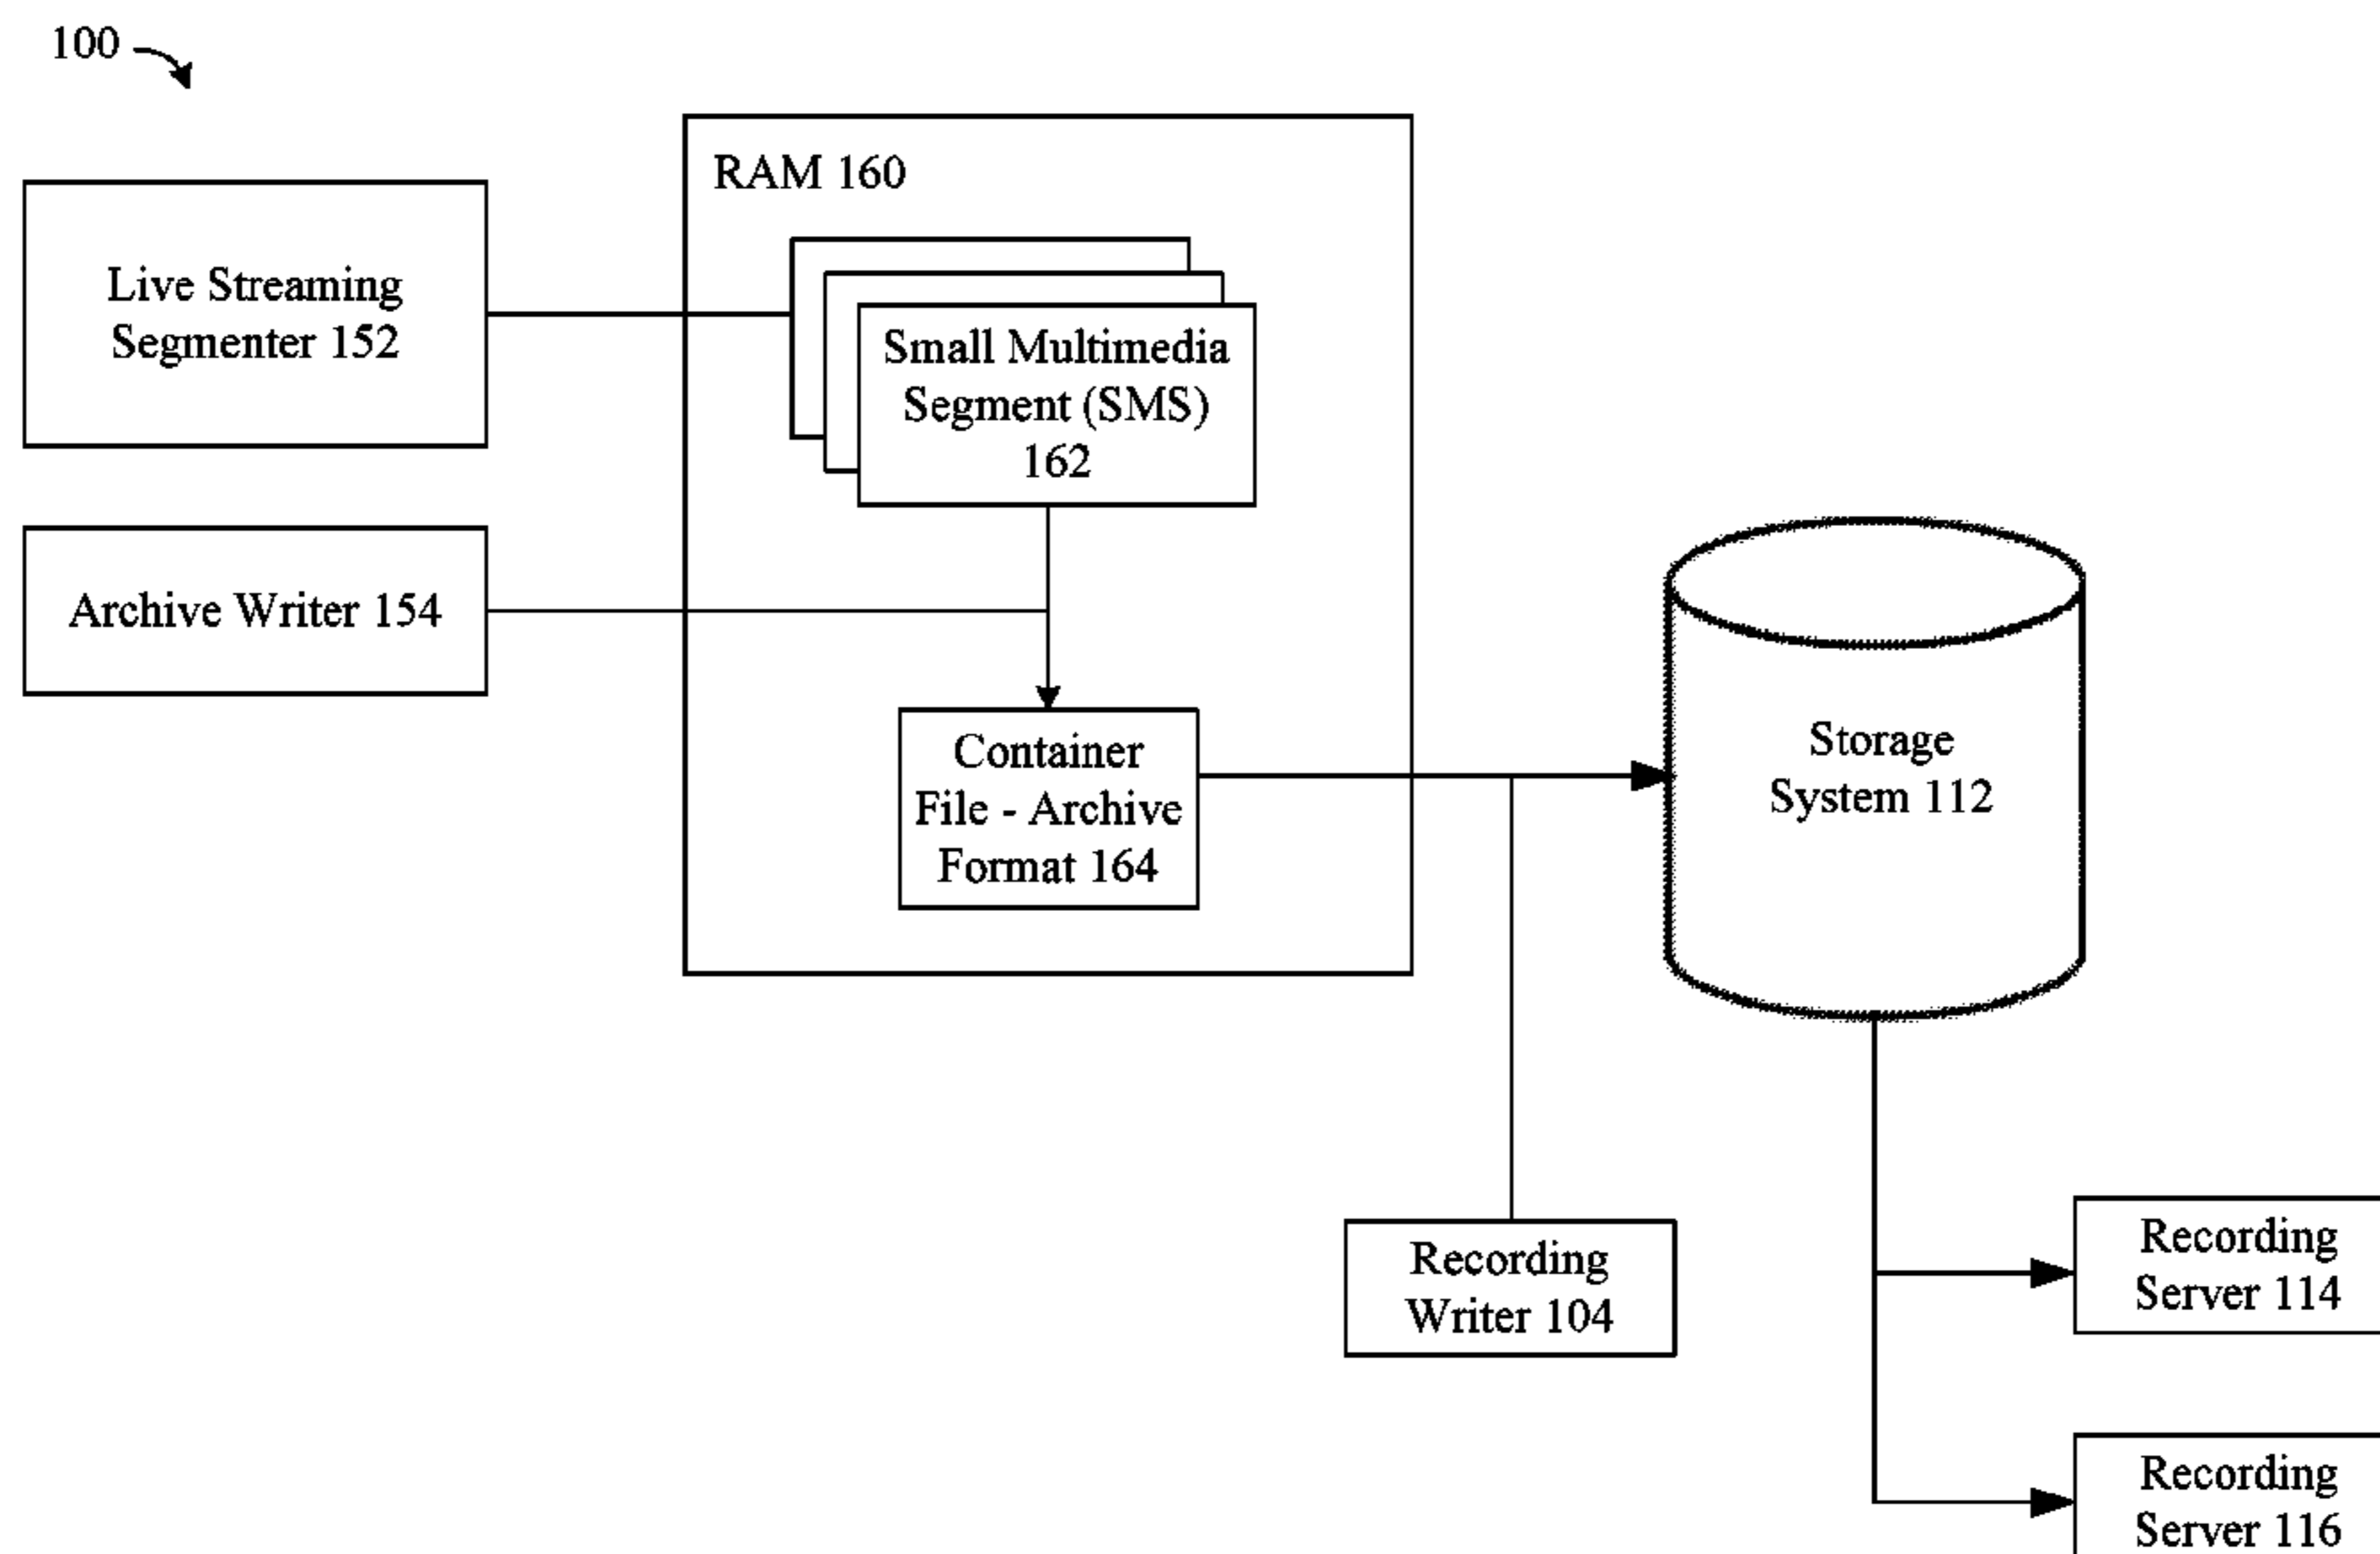 100
RAM 160
Live Streaming
Segmenter 152
Small Multimedia
Segment (SMS)
162
Archive Writer 154
Container
File - Archive
Format 164
Storage
System 112
Recording
Writer 104
Recording
Server 114
Recording
Server 116